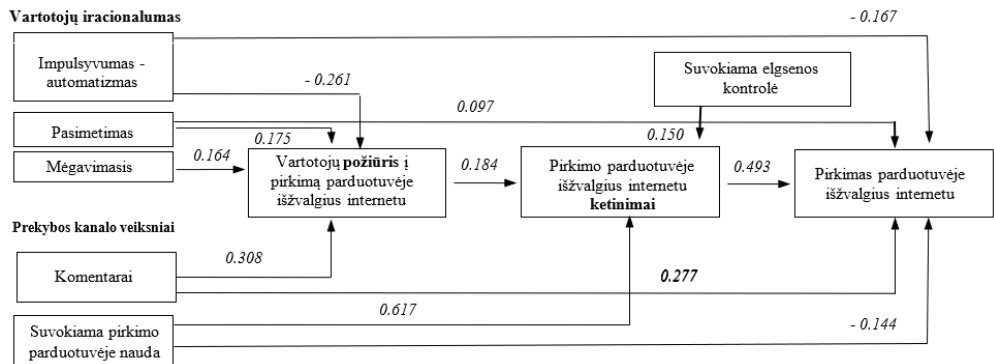 Vartotojų iracionalumas
- 0.167
Impulsyvumas -
automatizmas
- 0.261
Suvokiama elgsenos
kontrolė
0.097
Pasimetimas
0.175
0.150
Mėgavimasis
0.164
Vartotojų požiūris į
pirkimą parduotuvėje
išžvalgius internetu
0.184
Pirkimo parduotuvėje
išžvalgius internetu
ketinimai
0.493
Pirkimas parduotuvėje
išžvalgius internetu
Prekybos kanalo veiksniai
0.308
Komentarai
0.277
0.617
Suvokiama pirkimo
parduotuvėje nauda
- 0.144